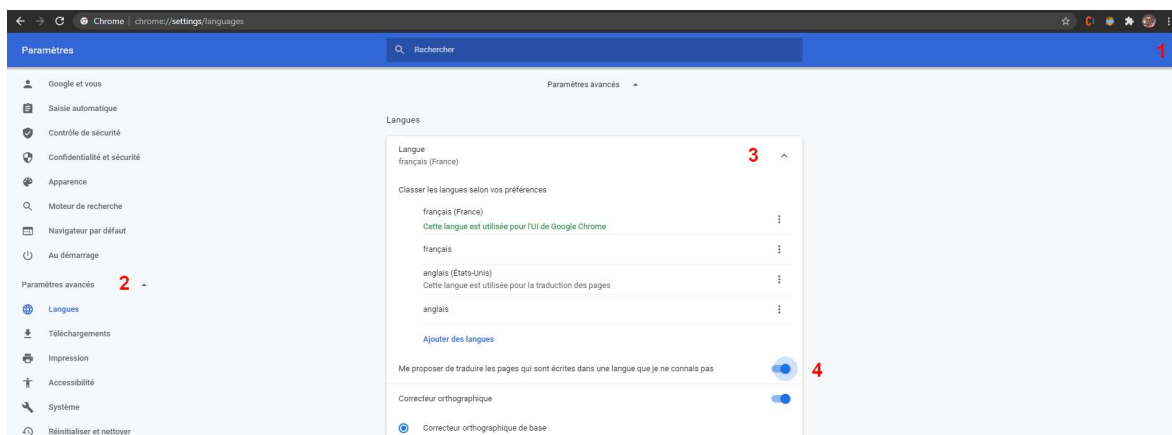 Chrome | chrome://settings/languages
Paramètres
Rechercher
1
Google et vous
Saisie automatique
Contrôle de sécurité
Confidentialité et sécurité
Apparence
Moteur de recherche
Navigateur par défaut
Au démarrage
Paramètres avancés 2
Langues
Téléchargements
Impression
Accessibilité
Système
Réinitialiser et nettoyer
Paramètres avancés
Langues
Langue
français (France)
3
Classer les langues selon vos préférences
français (France)
Cette langue est utilisée pour l'UI de Google Chrome
français
anglais (États-Unis)
Cette langue est utilisée pour la traduction des pages
anglais
Ajouter des langues
Me proposer de traduire les pages qui sont écrites dans une langue que je ne connais pas
4
Correcteur orthographique
Correcteur orthographique de base